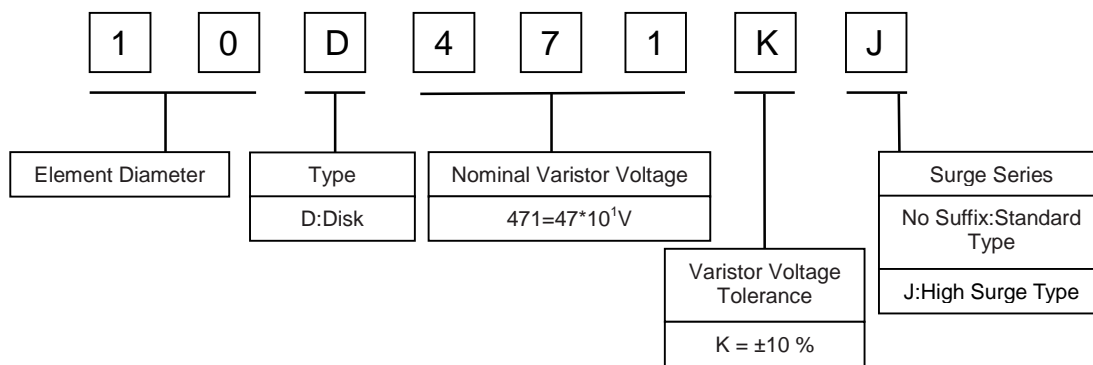 1 0 D 4 7 1 K J
Element Diameter
Type
D:Disk
Nominal Varistor Voltage
471=47*10¹V
Varistor Voltage
Tolerance
K = ±10 %
Surge Series
No Suffix:Standard
Type
J:High Surge Type